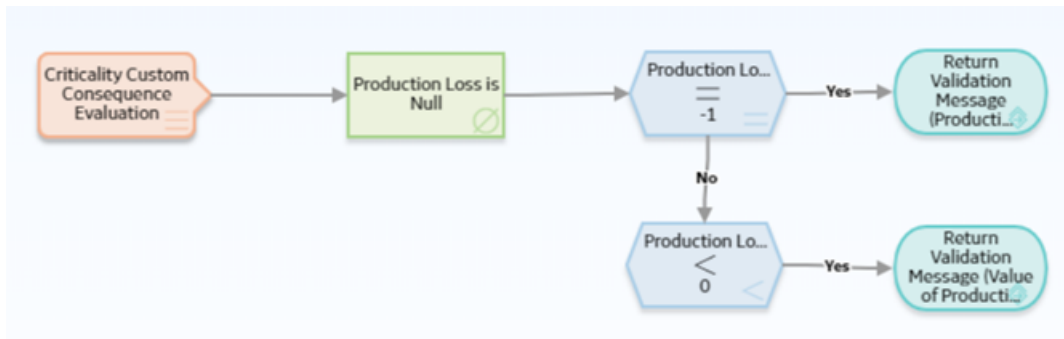 Criticality Custom
Consequence
Evaluation
Production Loss is
Null
Production Lo...
=
-1
Yes
Return
Validation
Message
(Producti...
No
Production Lo...
<
0
Yes
Return
Validation
Message (Value
of Producti...